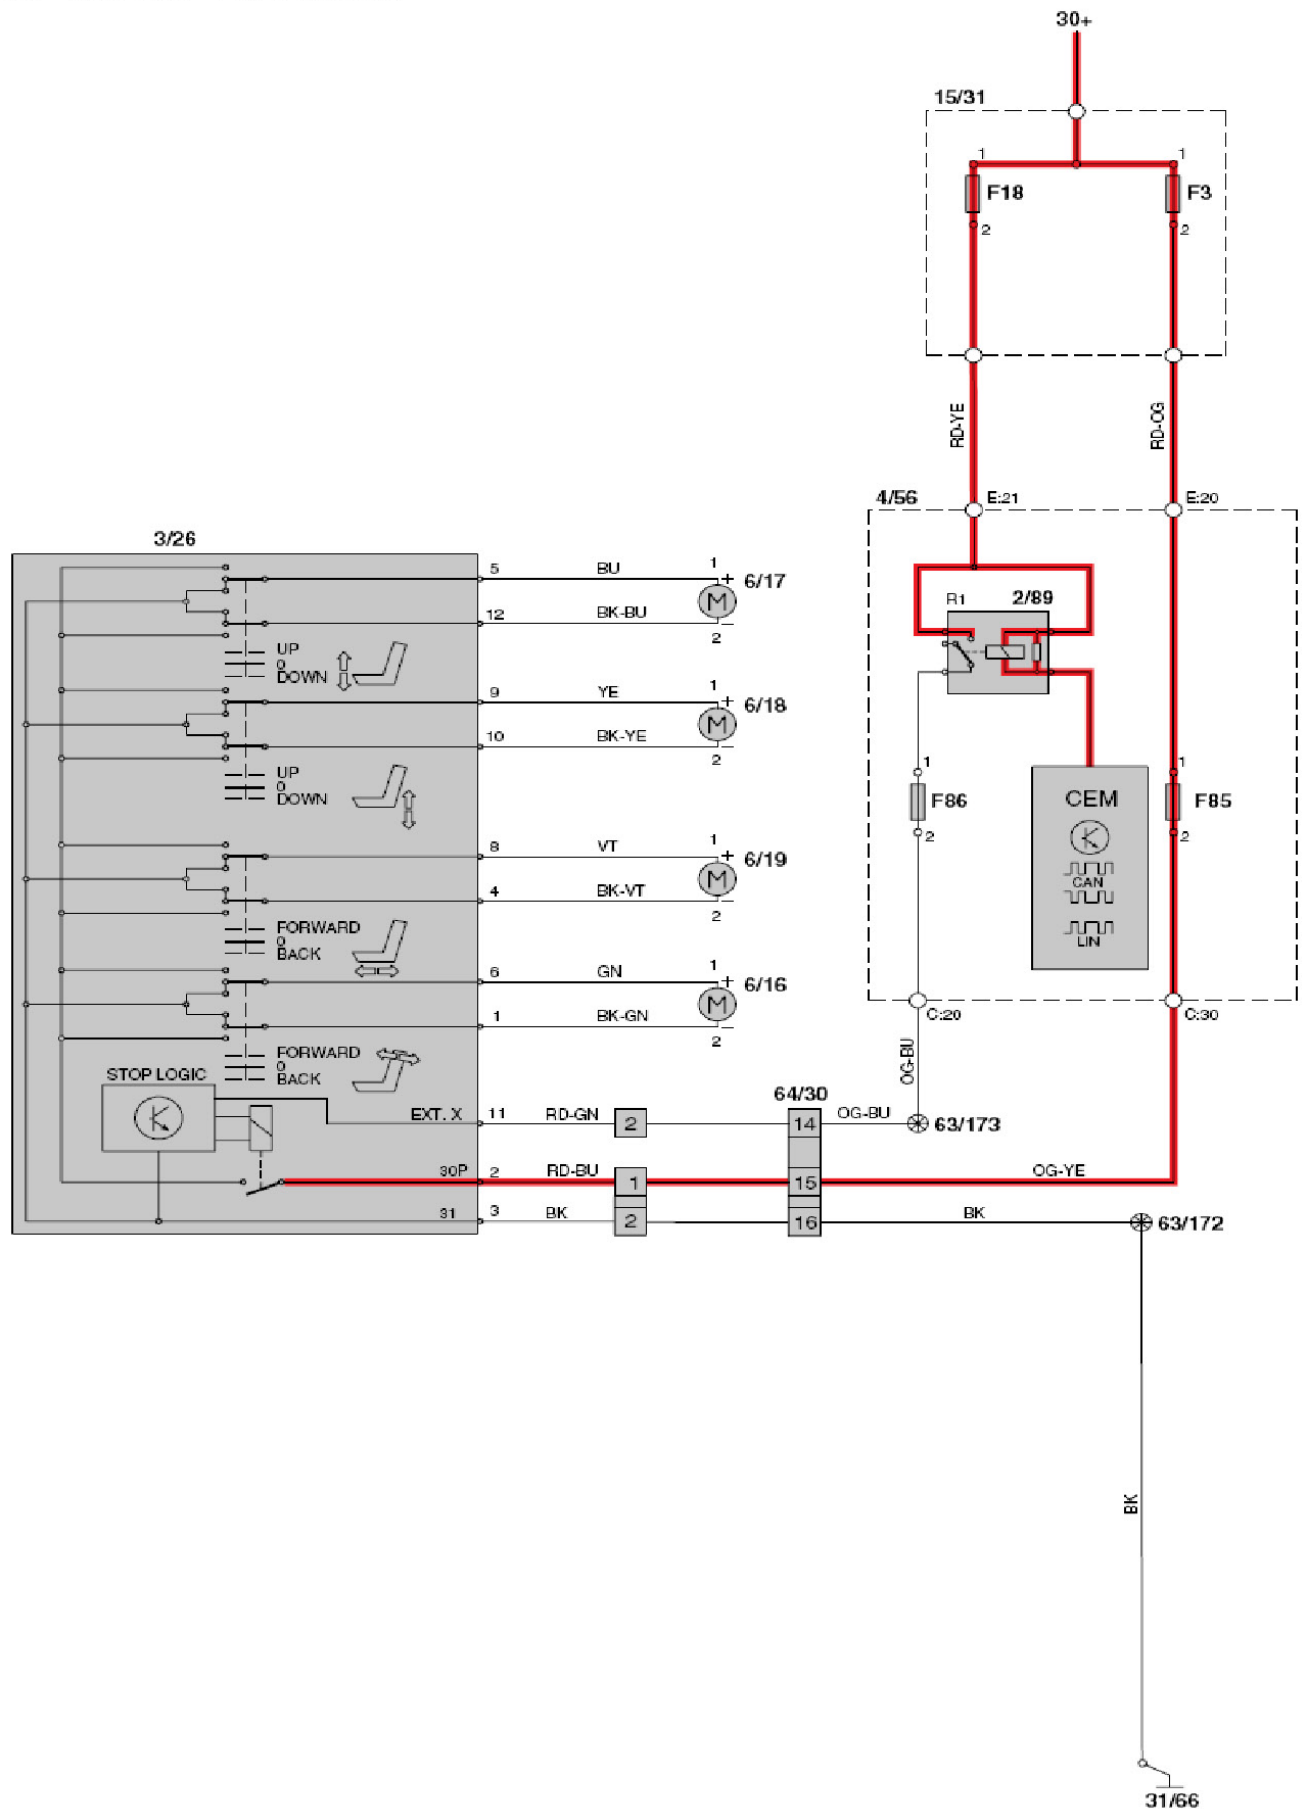 30+
15/31
1
1
F18
F3
2
2
RD-YE
RD-OG
4/56
E:21
E:20
3/26
5
BU
1
+
6/17
M
12
BK-BU
2
–
R1
2/89
UP
0
DOWN
9
YE
1
+
6/18
M
10
BK-YE
2
–
UP
0
DOWN
1
1
F86
CEM
F85
2
2
CAN
LIN
8
VT
1
+
6/19
M
4
BK-VT
2
–
FORWARD
0
BACK
6
GN
1
+
6/16
M
1
BK-GN
2
–
C:20
C:30
OG-BU
FORWARD
0
BACK
STOP LOGIC
64/30
EXT. X
11
RD-GN
2
14
OG-BU
63/173
30P
2
RD-BU
1
15
OG-YE
31
3
BK
2
16
BK
63/172
BK
31/66